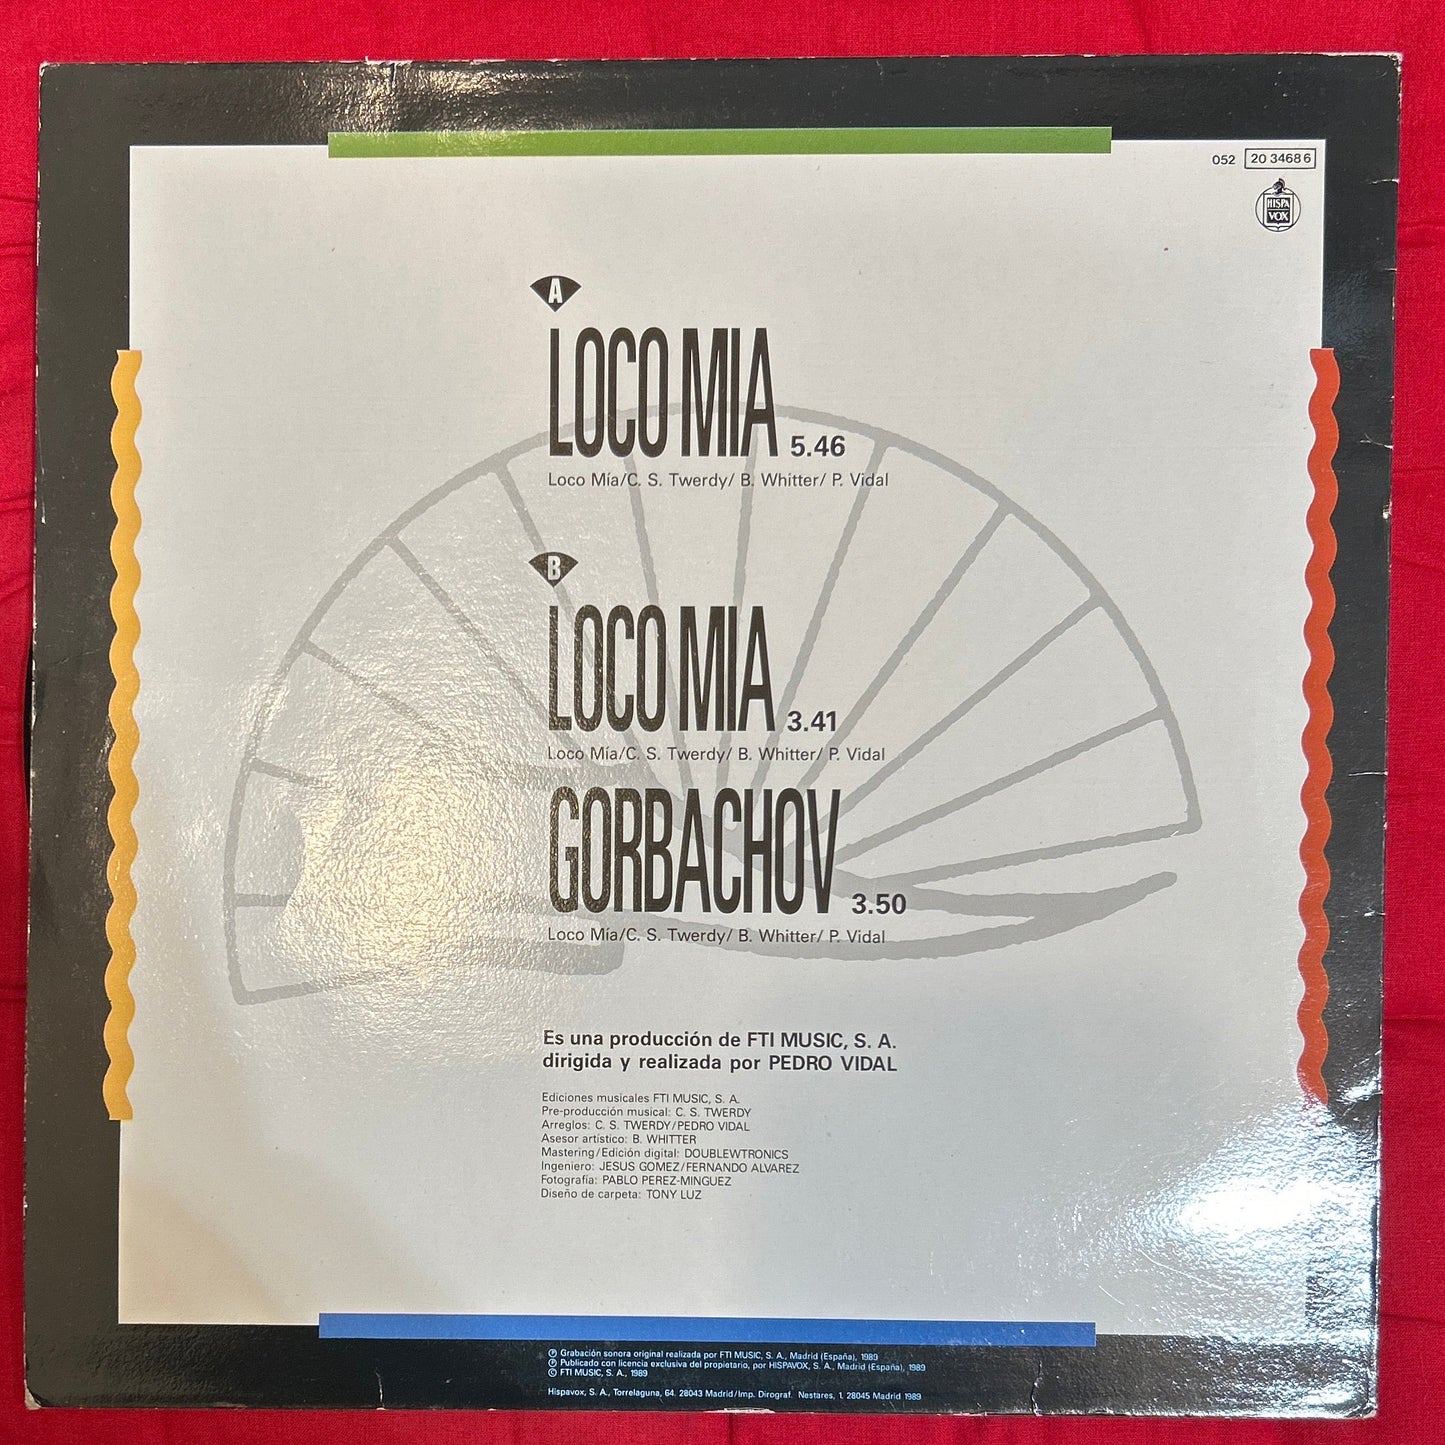 052 20 3468 6
HISPA
VOX
A
LOCO MIA 5.46
Loco Mía/C. S. Twerdy/ B. Whitter/ P. Vidal
B
LOCO MIA 3.41
Loco Mía/C. S. Twerdy/ B. Whitter/ P. Vidal
GORBACHOV 3.50
Loco Mía/C. S. Twerdy/ B. Whitter/ P. Vidal
Es una producción de FTI MUSIC, S. A.
dirigida y realizada por PEDRO VIDAL
Ediciones musicales FTI MUSIC, S. A.
Pre-producción musical: C. S. TWERDY
Arreglos: C. S. TWERDY/PEDRO VIDAL
Asesor artístico: B. WHITTER
Mastering/Edición digital: DOUBLEWTRONICS
Ingeniero: JESUS GOMEZ/FERNANDO ALVAREZ
Fotografía: PABLO PEREZ-MINGUEZ
Diseño de carpeta: TONY LUZ
Ⓟ Grabación sonora original realizada por FTI MUSIC, S. A., Madrid (España), 1989
Ⓟ Publicado con licencia exclusiva del propietario, por HISPAVOX, S. A., Madrid (España), 1989
© FTI MUSIC, S. A., 1989
Hispavox, S. A., Torrelaguna, 64. 28043 Madrid/Imp. Dirograf. Nestares, 1. 28045 Madrid 1989